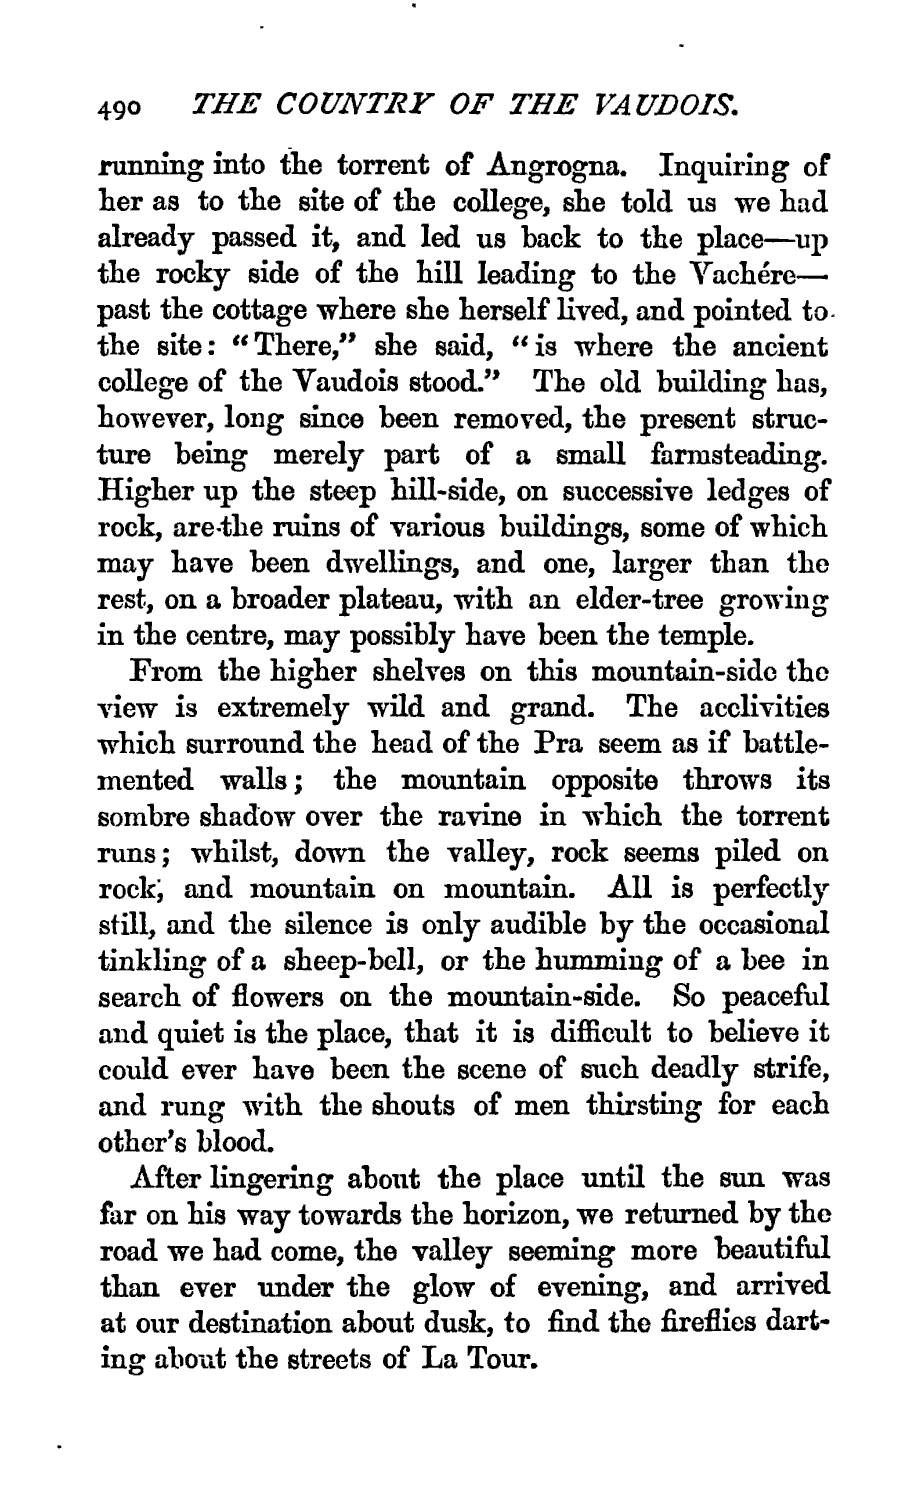 490 THE COUNTRY OF THE VAUDOIS.
running into the torrent of Angrogna. Inquiring of
her as to the site of the college, she told us we had
already passed it, and led us back to the place—up
the rocky side of the hill leading to the Vachére—
past the cottage where she herself lived, and pointed to
the site: “There,” she said, “is where the ancient
college of the Vaudois stood.” The old building has,
however, long since been removed, the present struc-
ture being merely part of a small farmsteading.
Higher up the steep hill-side, on successive ledges of
rock, are the ruins of various buildings, some of which
may have been dwellings, and one, larger than the
rest, on a broader plateau, with an elder-tree growing
in the centre, may possibly have been the temple.
From the higher shelves on this mountain-side the
view is extremely wild and grand. The acclivities
which surround the head of the Pra seem as if battle-
mented walls; the mountain opposite throws its
sombre shadow over the ravine in which the torrent
runs; whilst, down the valley, rock seems piled on
rock, and mountain on mountain. All is perfectly
still, and the silence is only audible by the occasional
tinkling of a sheep-bell, or the humming of a bee in
search of flowers on the mountain-side. So peaceful
and quiet is the place, that it is difficult to believe it
could ever have been the scene of such deadly strife,
and rung with the shouts of men thirsting for each
other's blood.
After lingering about the place until the sun was
far on his way towards the horizon, we returned by the
road we had come, the valley seeming more beautiful
than ever under the glow of evening, and arrived
at our destination about dusk, to find the fireflies dart-
ing about the streets of La Tour.